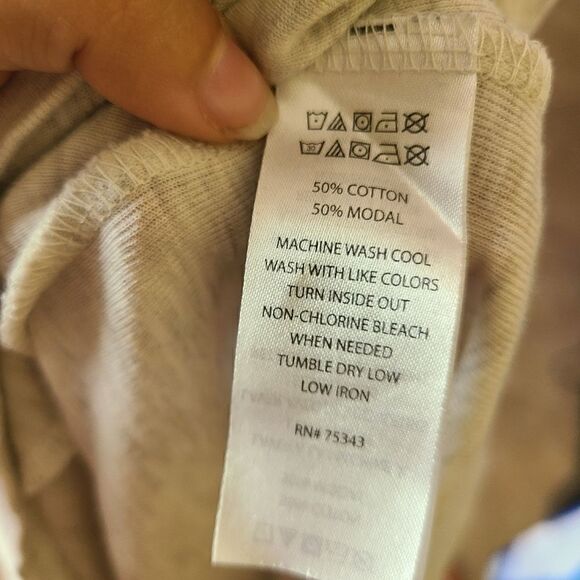 50% COTTON
50% MODAL
MACHINE WASH COOL
WASH WITH LIKE COLORS
TURN INSIDE OUT
NON-CHLORINE BLEACH
WHEN NEEDED
TUMBLE DRY LOW
LOW IRON
RN# 75343